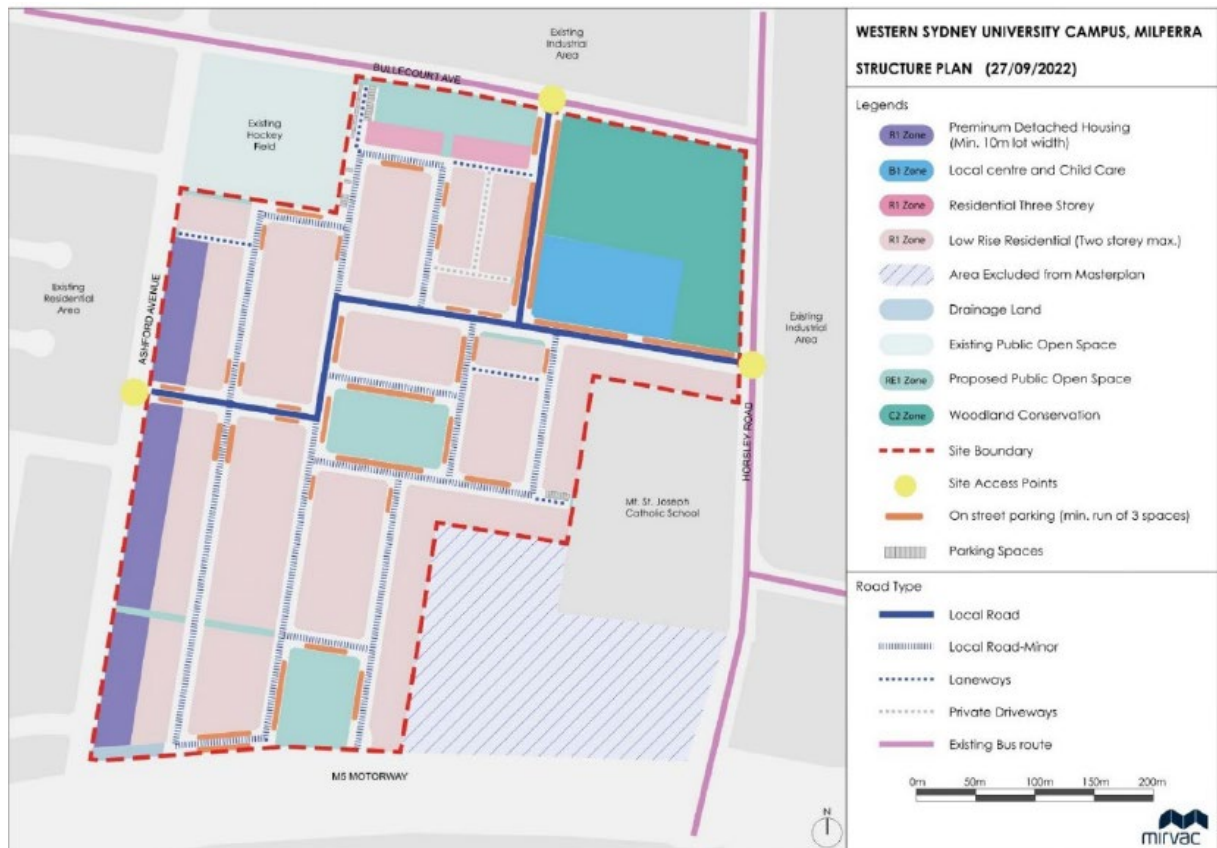 Existing
Industrial
Area
BULLECOURT AVE
Existing
Hockey
Field
Existing
Residential
Area
ASHFORD AVENUE
Existing
Industrial
Area
HORSLEY ROAD
Mt. St. Joseph
Catholic School
M5 MOTORWAY
N
WESTERN SYDNEY UNIVERSITY CAMPUS, MILPERRA
STRUCTURE PLAN (27/09/2022)
Legends
R1 Zone Preminum Detached Housing
(Min. 10m lot width)
B1 Zone Local centre and Child Care
R1 Zone Residential Three Storey
R1 Zone Low Rise Residential (Two storey max.)
Area Excluded from Masterplan
Drainage Land
Existing Public Open Space
RE1 Zone Proposed Public Open Space
C2 Zone Woodland Conservation
Site Boundary
Site Access Points
On street parking (min. run of 3 spaces)
Parking Spaces
Road Type
Local Road
Local Road-Minor
Laneways
Private Driveways
Existing Bus route
0m 50m 100m 150m 200m
mirvac